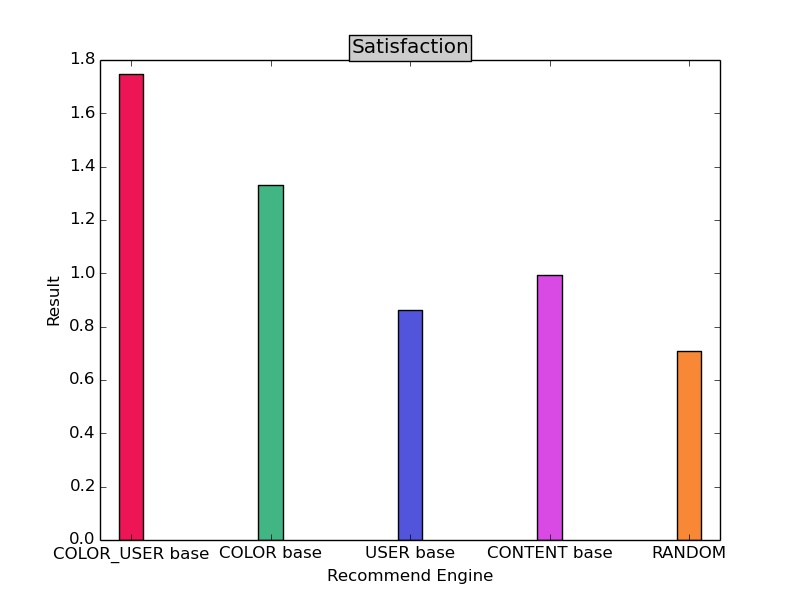 Satisfaction
1.8
1.6
1.4
1.2
1.0
0.8
0.6
0.4
0.2
0.0
Result
COLOR_USER base COLOR base USER base CONTENT base RANDOM
Recommend Engine